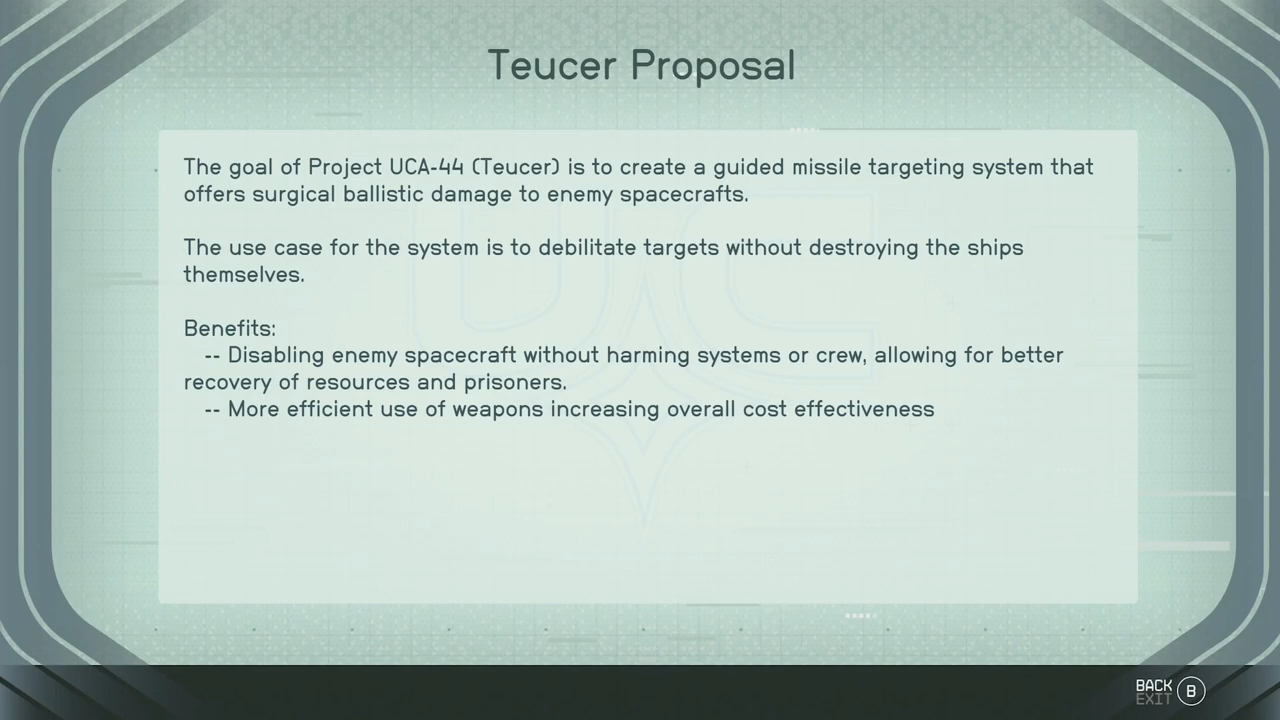 Teucer Proposal
The goal of Project UCA-44 (Teucer) is to create a guided missile targeting system that
offers surgical ballistic damage to enemy spacecrafts.
The use case for the system is to debilitate targets without destroying the ships
themselves.
Benefits:
-- Disabling enemy spacecraft without harming systems or crew, allowing for better
recovery of resources and prisoners.
-- More efficient use of weapons increasing overall cost effectiveness
UC
BACK
EXIT
B